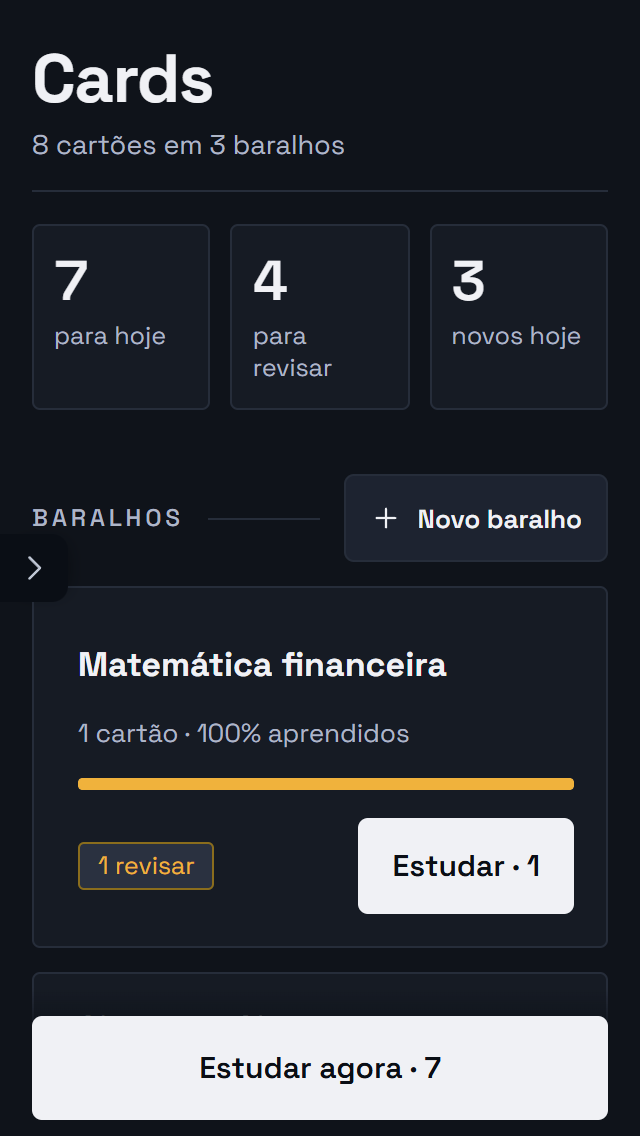 Cards
8 cartões em 3 baralhos
7
para hoje
4
para
revisar
3
novos hoje
BARALHOS
Novo baralho
Matemática financeira
1 cartão · 100% aprendidos
1 revisar
Estudar · 1
Estudar agora · 7